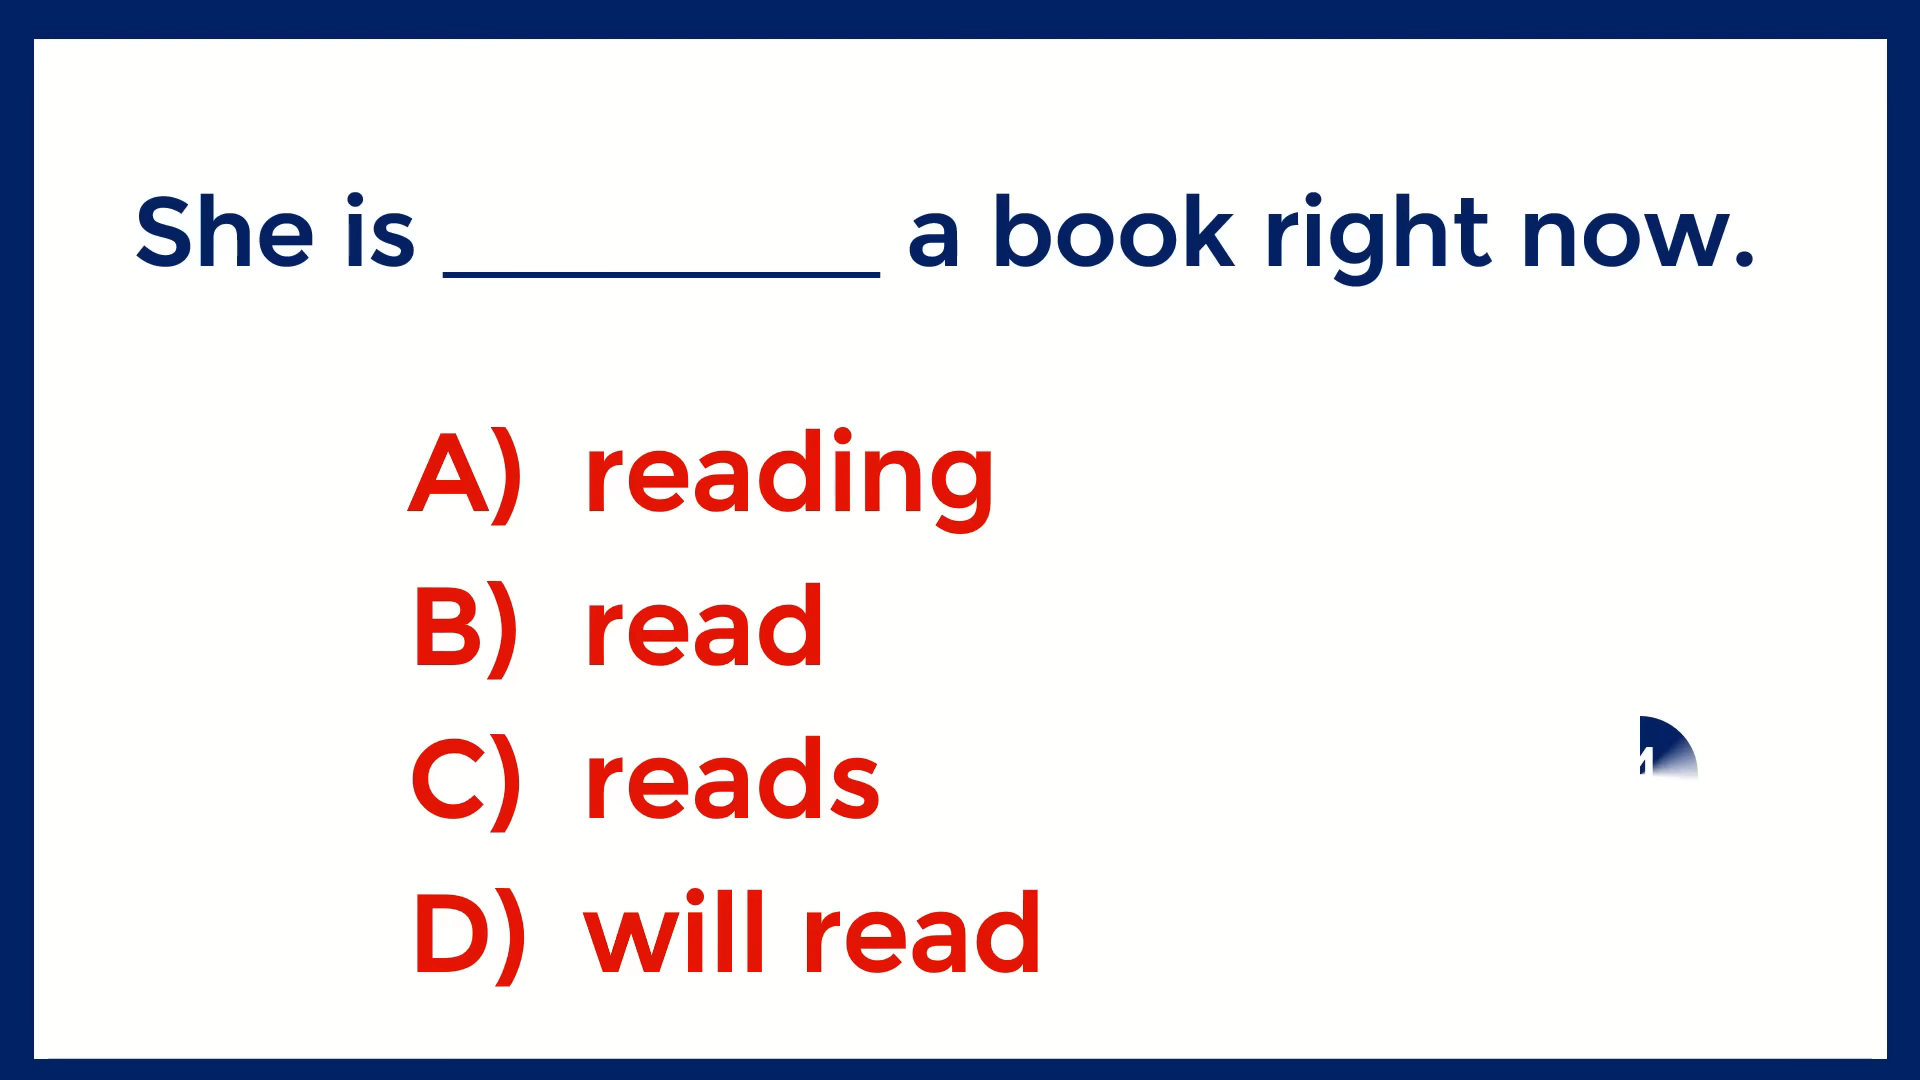 She is __________ a book right now.
A) reading
B) read
C) reads
D) will read